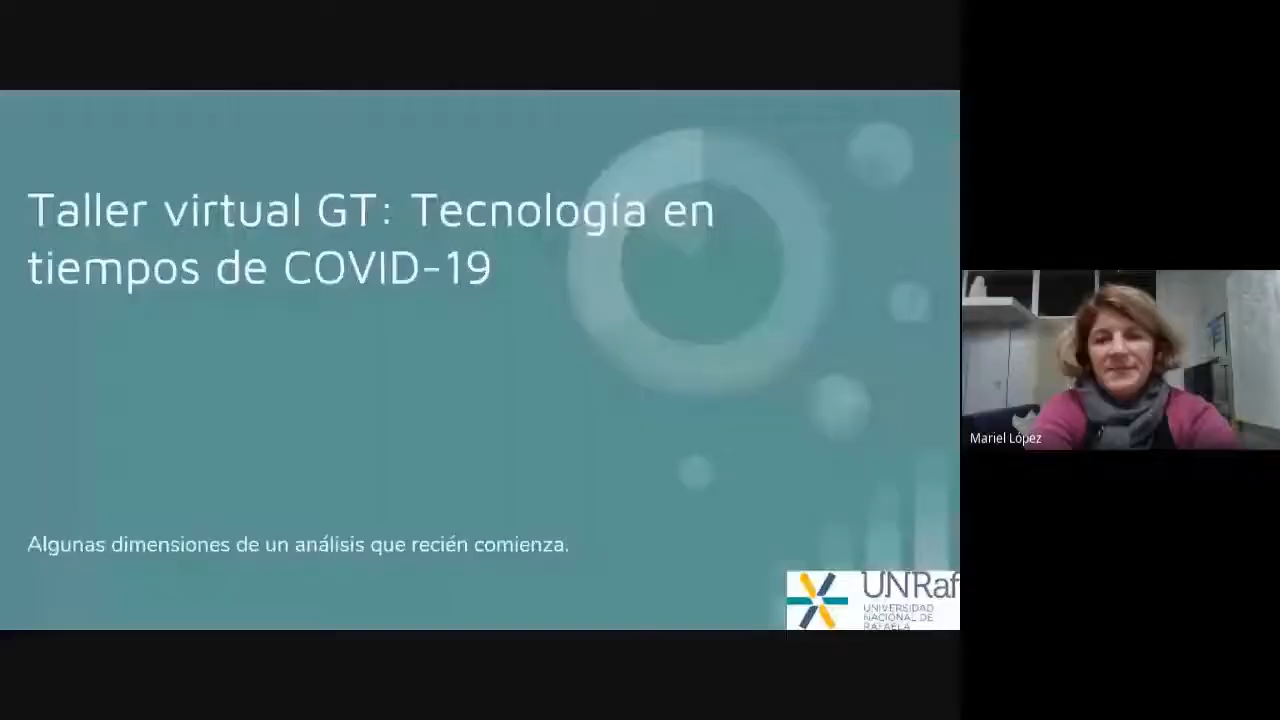 Taller virtual GT: Tecnología en
tiempos de COVID-19
Algunas dimensiones de un análisis que recién comienza.
UNRaf
UNIVERSIDAD
NACIONAL DE
RAFAELA
Mariel López